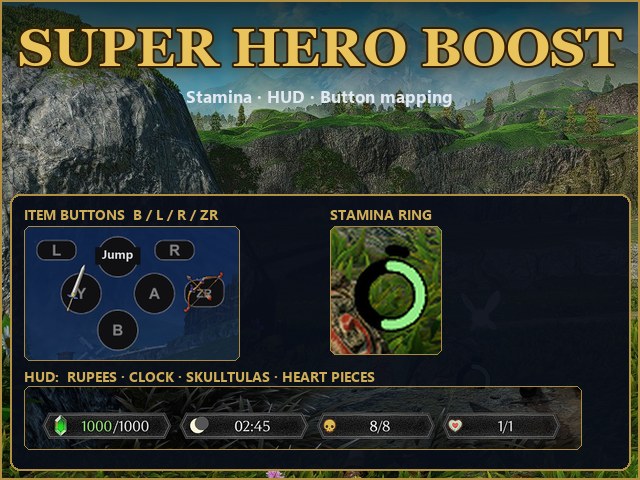 SUPER HERO BOOST
Stamina · HUD · Button mapping
ITEM BUTTONS B / L / R / ZR
STAMINA RING
L
Jump
R
Y
A
ZR
B
HUD: RUPEES · CLOCK · SKULLTULAS · HEART PIECES
1000/1000
02:45
8/8
1/1